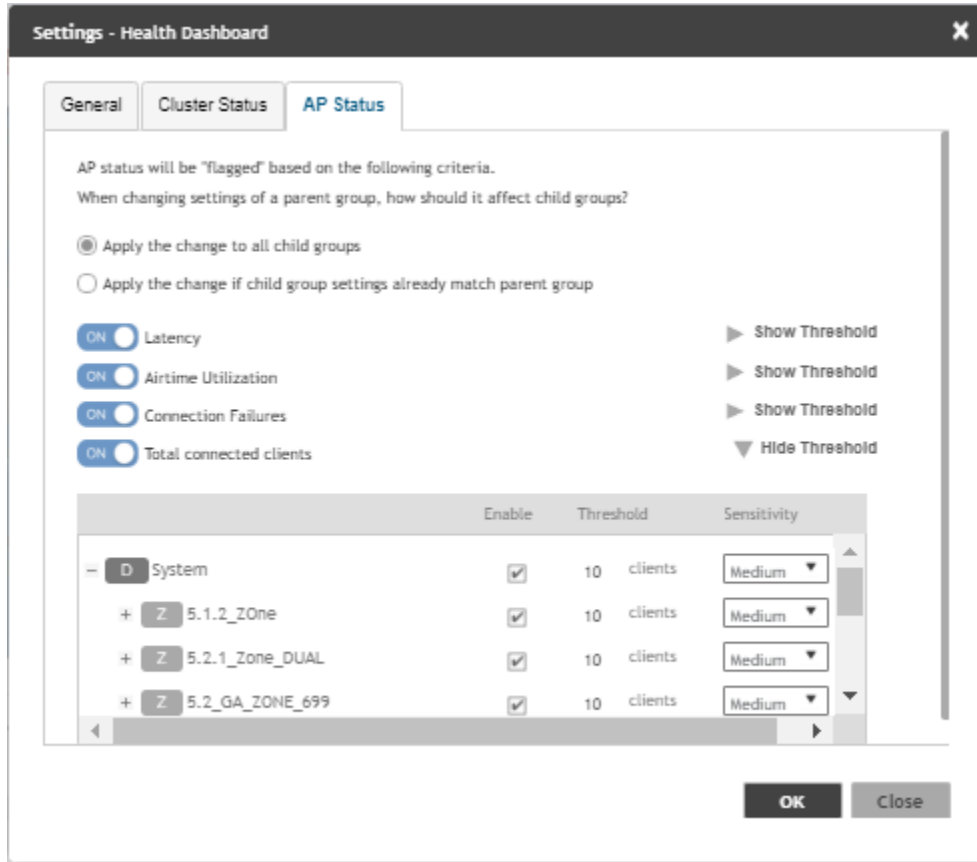 Settings - Health Dashboard
General Cluster Status AP Status
AP status will be "flagged" based on the following criteria.
When changing settings of a parent group, how should it affect child groups?
Apply the change to all child groups
Apply the change if child group settings already match parent group
ON Latency Show Threshold
ON Airtime Utilization Show Threshold
ON Connection Failures Show Threshold
ON Total connected clients Hide Threshold
Enable Threshold Sensitivity
D System 10 clients Medium
Z 5.1.2_ZOne 10 clients Medium
Z 5.2.1_Zone_DUAL 10 clients Medium
Z 5.2_GA_ZONE_699 10 clients Medium
OK Close